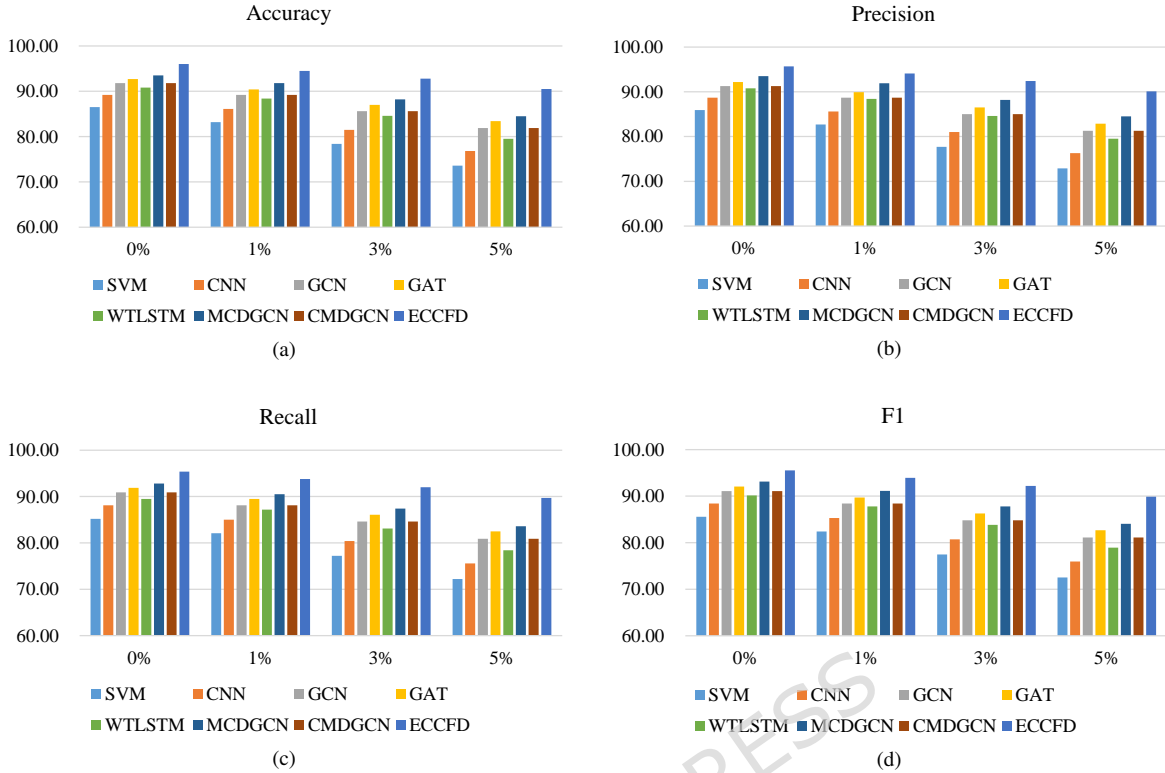 Accuracy
100.00
90.00
80.00
70.00
60.00
0% 1% 3% 5%
SVM CNN GCN GAT
WTLSTM MCDGCN CMDGCN ECCFD
(a)
Precision
100.00
90.00
80.00
70.00
60.00
0% 1% 3% 5%
SVM CNN GCN GAT
WTLSTM MCDGCN CMDGCN ECCFD
(b)
Recall
100.00
90.00
80.00
70.00
60.00
0% 1% 3% 5%
SVM CNN GCN GAT
WTLSTM MCDGCN CMDGCN ECCFD
(c)
F1
100.00
90.00
80.00
70.00
60.00
0% 1% 3% 5%
SVM CNN GCN GAT
WTLSTM MCDGCN CMDGCN ECCFD
(d)
RESS